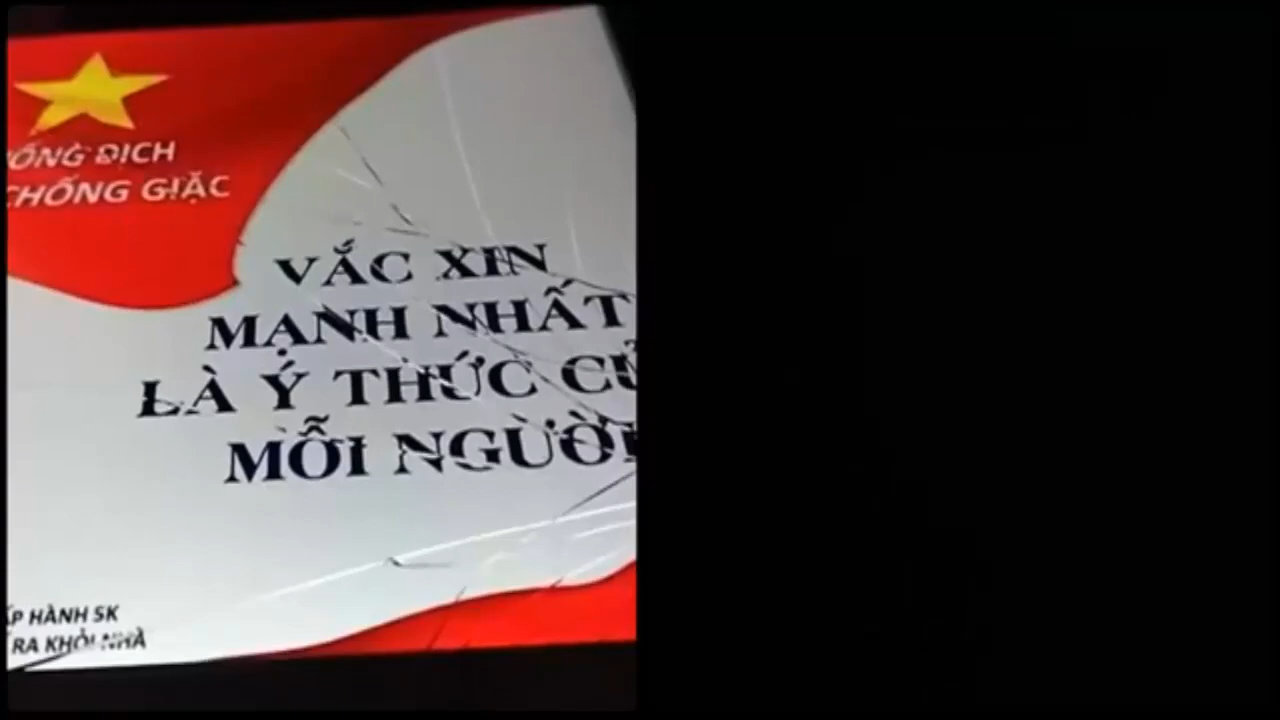 ỐNG DỊCH
CHỐNG GIẶC
VẮC XIN
MẠNH NHẤT
LÀ Ý THỨC CỦ
MỖI NGƯỜI
ẤP HÀNH 5K
RA KHỎI NHÀ